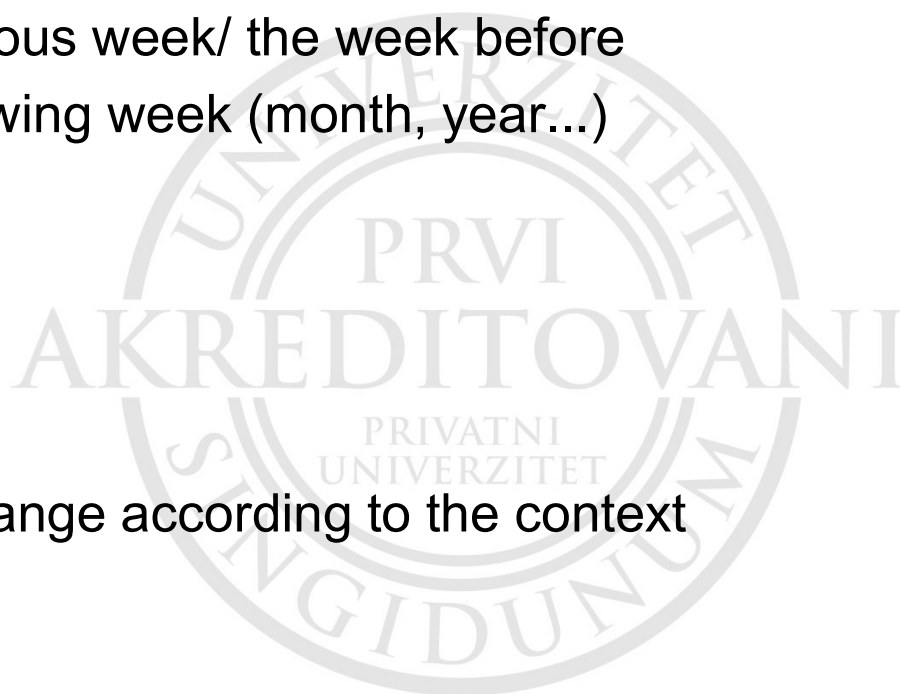 ous week/ the week before
wing week (month, year...)
UNIVERZITET
PRVI
AKREDITOVANI
PRIVATNI
UNIVERZITET
ange according to the context
SINGIDUNUM